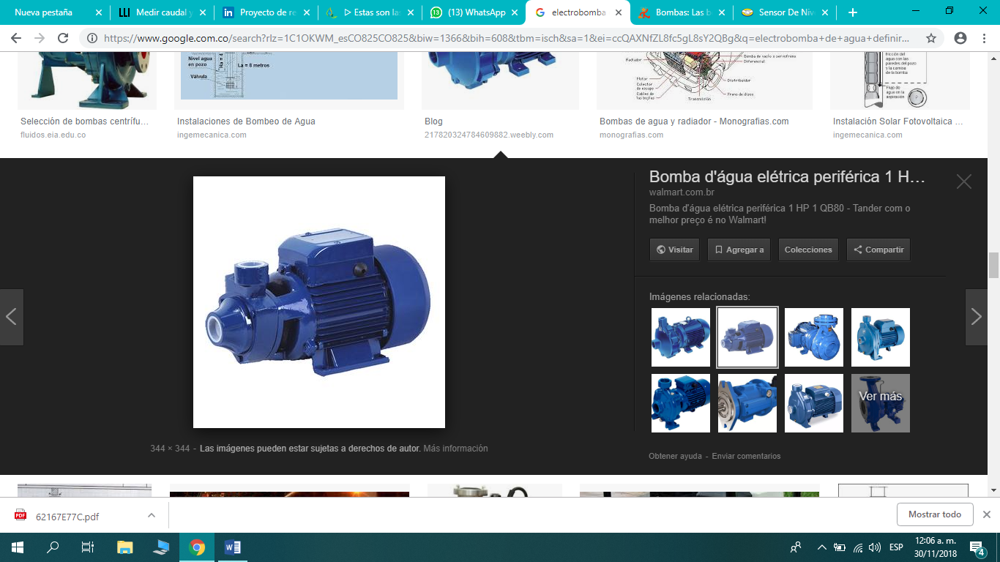 Nueva pestaña
LLI Medir caudal y
Proyecto de re
▷ Estas son la
(13) WhatsApp
electrobomba
Bombas: Las b
Sensor De Niv
https://www.google.com.co/search?rlz=1C1OKWM_esCO825CO825&biw=1366&bih=608&tbm=isch&sa=1&ei=ccQAXNfZL8fc5gL8sY2QBg&q=electrobomba+de+agua+definir...
Nivel agua
en pozo
Válvula
La = 8 metros
Radiador
Motor
Colector
de escape
Cables de
las bujías
Transmisión
Bomba de vacío o servofreno
Diferencial
Distribuidor
Freno de disco
fricción del
agua con las
paredes del pozo
y la camicia
de la bomba
Flujo de
agua en la
aspiración
Selección de bombas centrífu...
fluidos.eia.edu.co
Instalaciones de Bombeo de Agua
ingemecanica.com
Blog
217820324784609882.weebly.com
Bombas de agua y radiador - Monografias.com
monografias.com
Instalación Solar Fotovoltaica ...
ingemecanica.com
Bomba d'água elétrica periférica 1 H...
walmart.com.br
Bomba d'água elétrica periférica 1 HP 1 QB80 - Tander com o
melhor preço é no Walmart!
Visitar
Agregar a
Colecciones
Compartir
Imágenes relacionadas:
Ver más
344 × 344 - Las imágenes pueden estar sujetas a derechos de autor. Más información
Obtener ayuda - Enviar comentarios
62167E77C.pdf
Mostrar todo
ESP
12:06 a. m.
30/11/2018
4